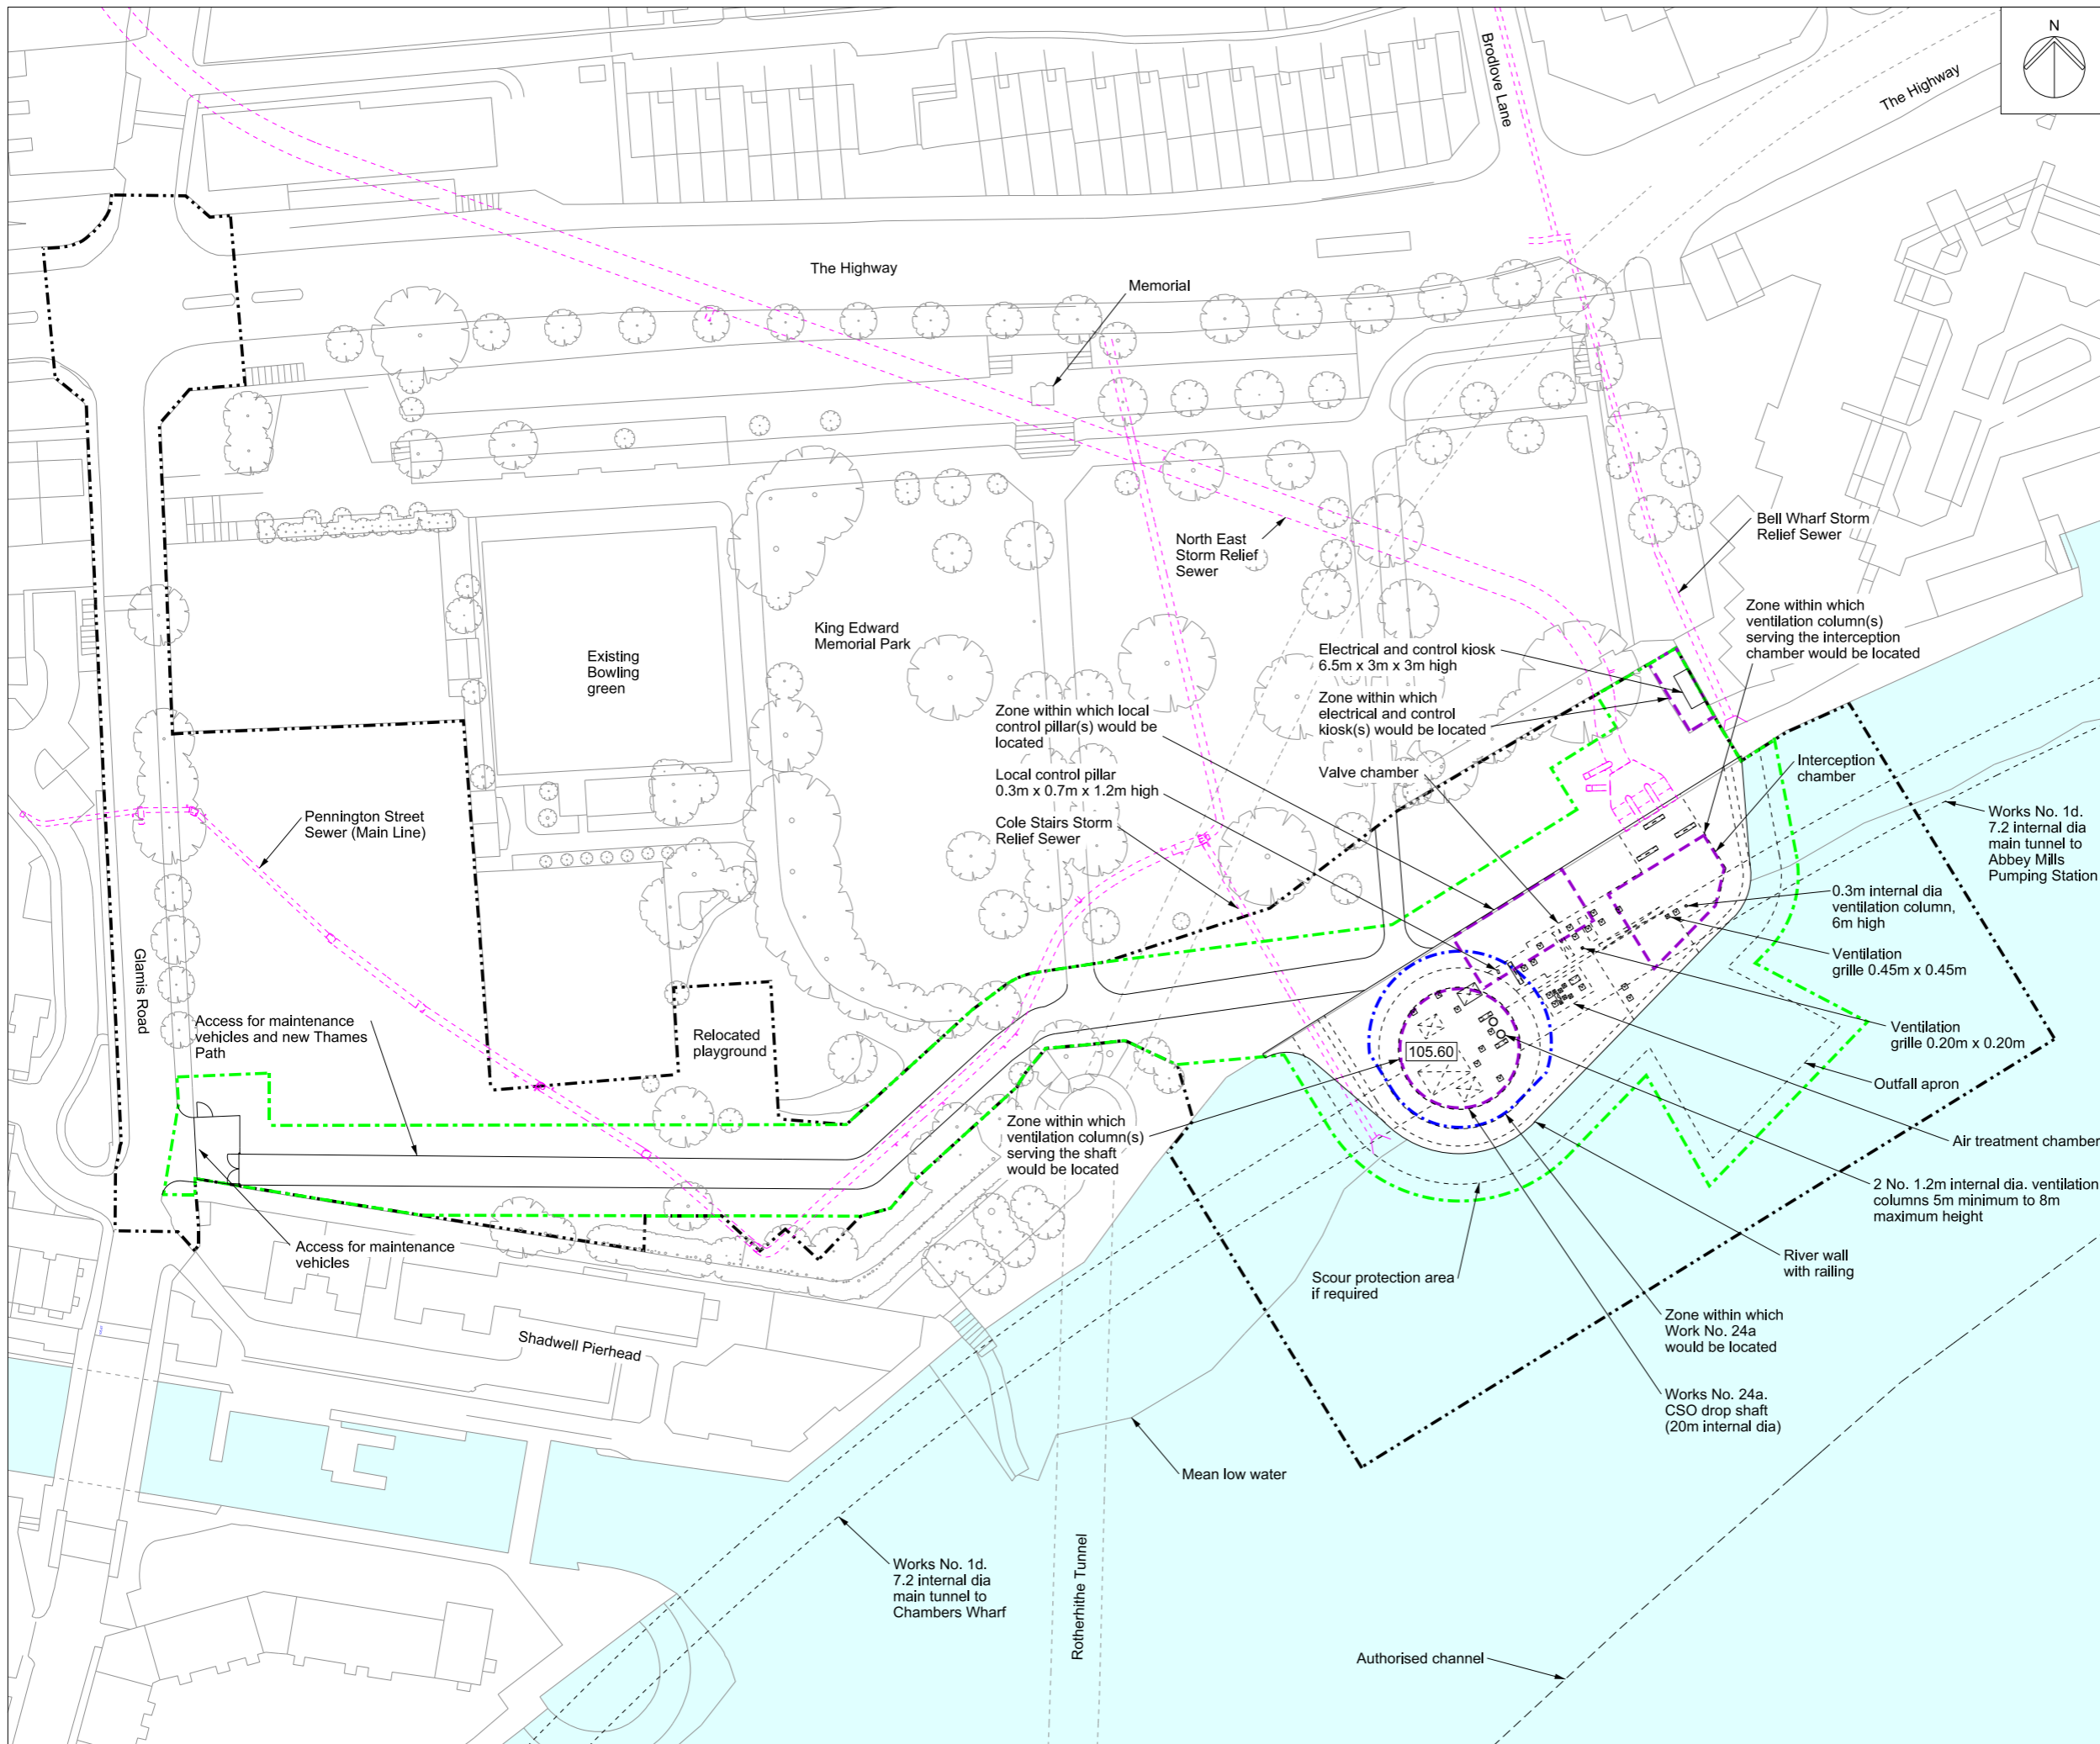 N
Brodlove Lane
The Highway
The Highway
Memorial
North East
Storm Relief
Sewer
Bell Wharf Storm
Relief Sewer
Zone within which
ventilation column(s)
serving the interception
chamber would be located
King Edward
Memorial Park
Existing
Bowling
green
Electrical and control kiosk
6.5m x 3m x 3m high
Zone within which
electrical and control
kiosk(s) would be located
Zone within which local
control pillar(s) would be
located
Valve chamber
Interception
chamber
Local control pillar
0.3m x 0.7m x 1.2m high
Cole Stairs Storm
Relief Sewer
Pennington Street
Sewer (Main Line)
Works No. 1d.
7.2 internal dia
main tunnel to
Abbey Mills
Pumping Station
0.3m internal dia
ventilation column,
6m high
Ventilation
grille 0.45m x 0.45m
Glamis Road
Access for maintenance
vehicles and new Thames
Path
Relocated
playground
105.60
Ventilation
grille 0.20m x 0.20m
Outfall apron
Zone within which
ventilation column(s)
serving the shaft
would be located
Air treatment chamber
2 No. 1.2m internal dia. ventilation
columns 5m minimum to 8m
maximum height
Access for maintenance
vehicles
River wall
with railing
Scour protection area
if required
Zone within which
Work No. 24a
would be located
Shadwell Pierhead
Works No. 24a.
CSO drop shaft
(20m internal dia)
Mean low water
Works No. 1d.
7.2 internal dia
main tunnel to
Chambers Wharf
Rotherhithe Tunnel
Authorised channel